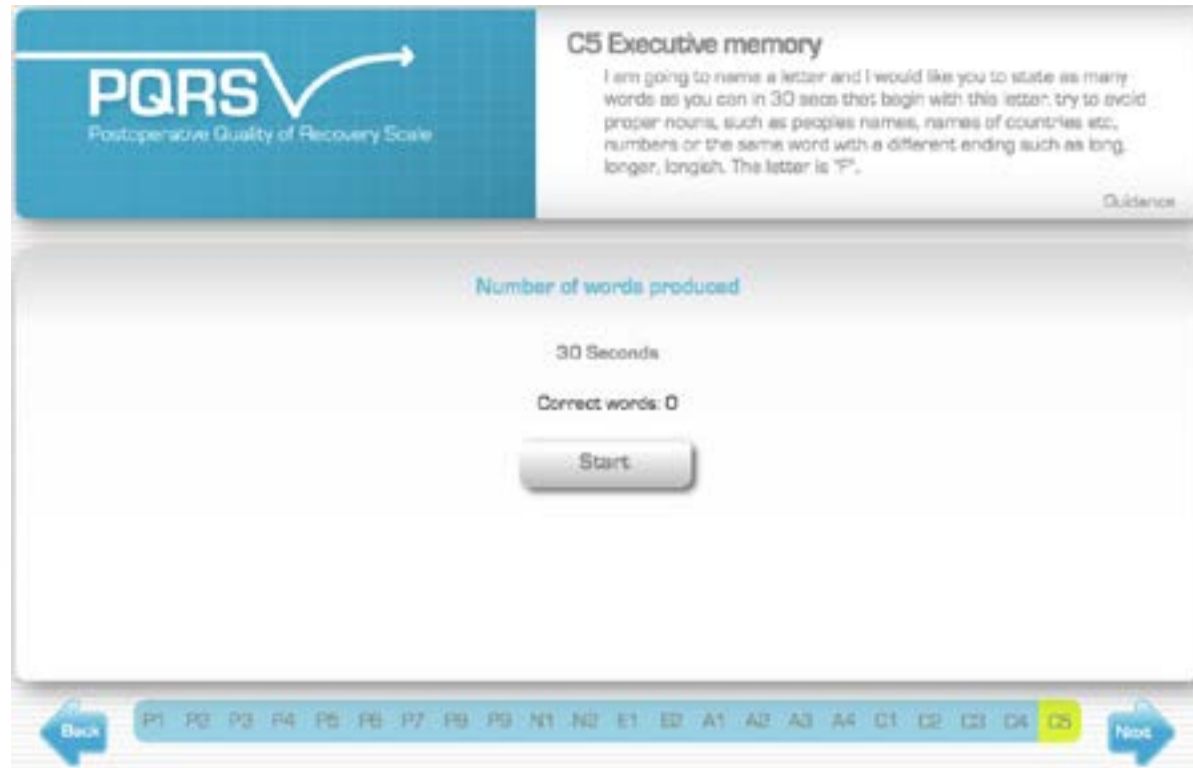 PQRS
Postoperative Quality of Recovery Scale
C5 Executive memory
I am going to name a letter and I would like you to state as many
words as you can in 30 secs that begin with this letter, try to avoid
proper nouns, such as peoples names, names of countries etc,
numbers or the same word with a different ending such as long,
longer, longish. The letter is "F".
Guidance
Number of words produced
30 Seconds
Correct words: 0
Start
Back P1 P2 P3 P4 P5 P6 P7 P8 P9 N1 N2 E1 E2 A1 A2 A3 A4 C1 C2 C3 C4 C5 Next